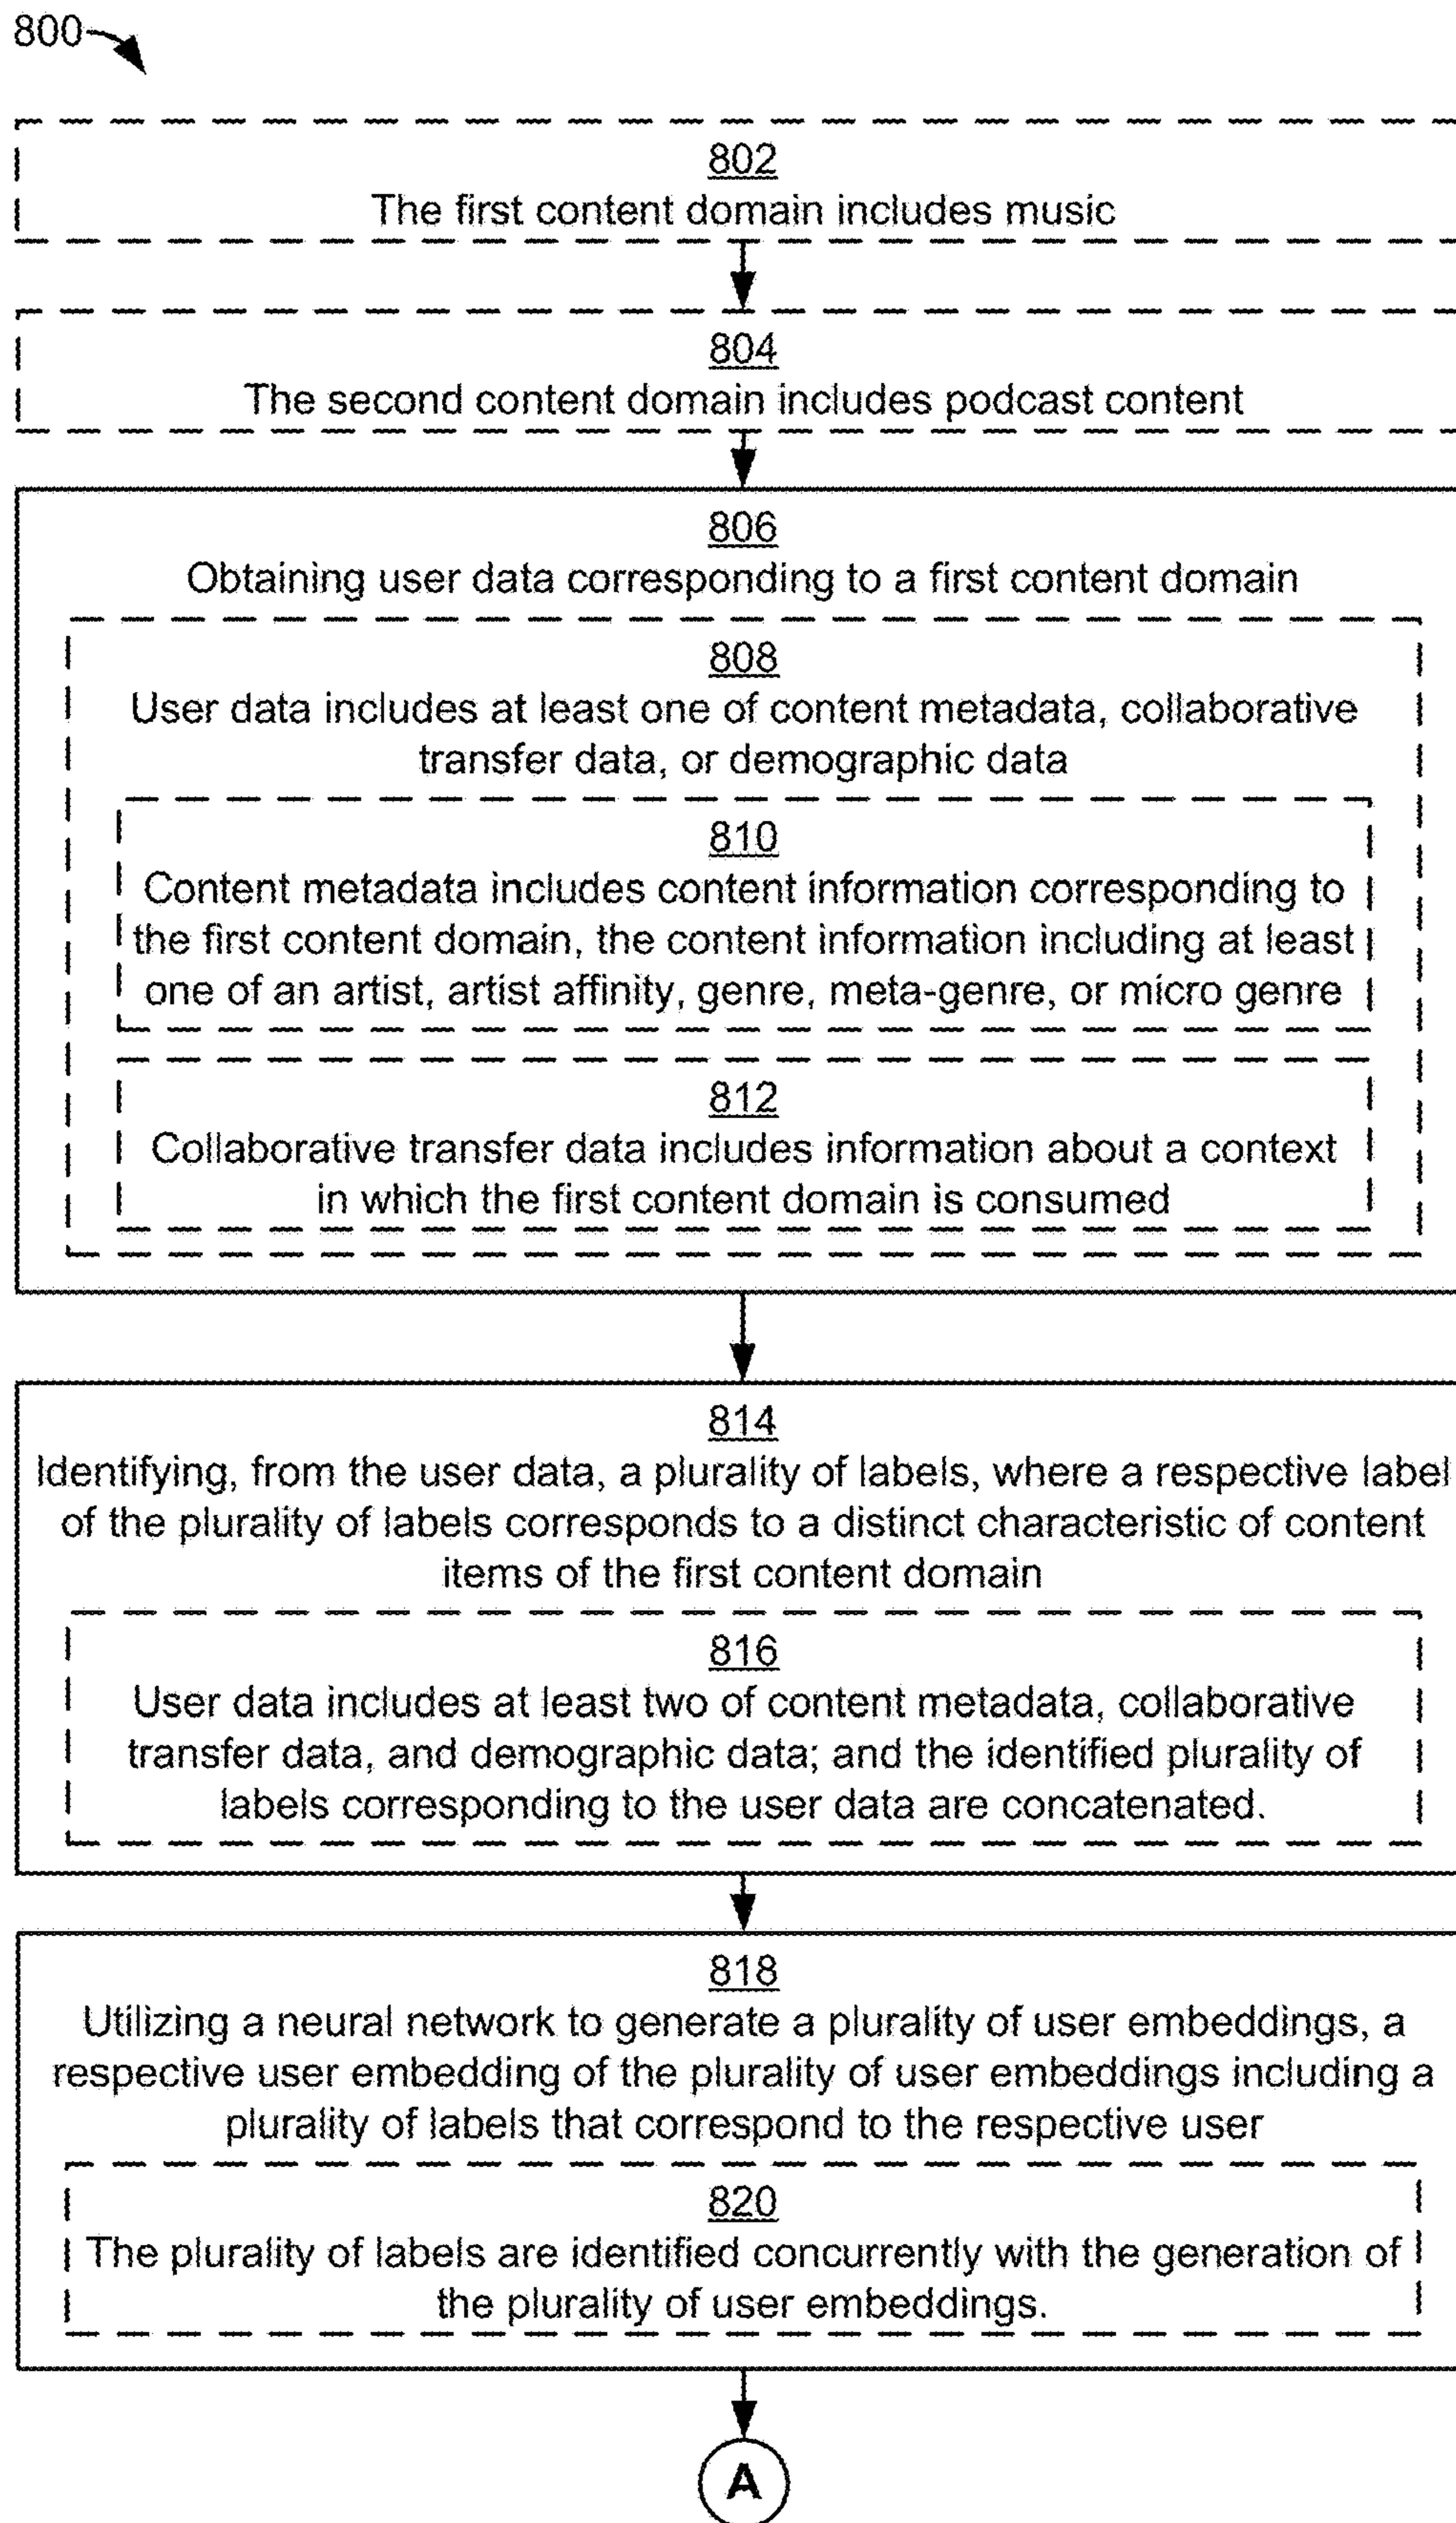 800
802
The first content domain includes music
804
The second content domain includes podcast content
806
Obtaining user data corresponding to a first content domain
808
User data includes at least one of content metadata, collaborative
transfer data, or demographic data
810
Content metadata includes content information corresponding to
the first content domain, the content information including at least
one of an artist, artist affinity, genre, meta-genre, or micro genre
812
Collaborative transfer data includes information about a context
in which the first content domain is consumed
814
Identifying, from the user data, a plurality of labels, where a respective label
of the plurality of labels corresponds to a distinct characteristic of content
items of the first content domain
816
User data includes at least two of content metadata, collaborative
transfer data, and demographic data; and the identified plurality of
labels corresponding to the user data are concatenated.
818
Utilizing a neural network to generate a plurality of user embeddings, a
respective user embedding of the plurality of user embeddings including a
plurality of labels that correspond to the respective user
820
The plurality of labels are identified concurrently with the generation of
the plurality of user embeddings.
A